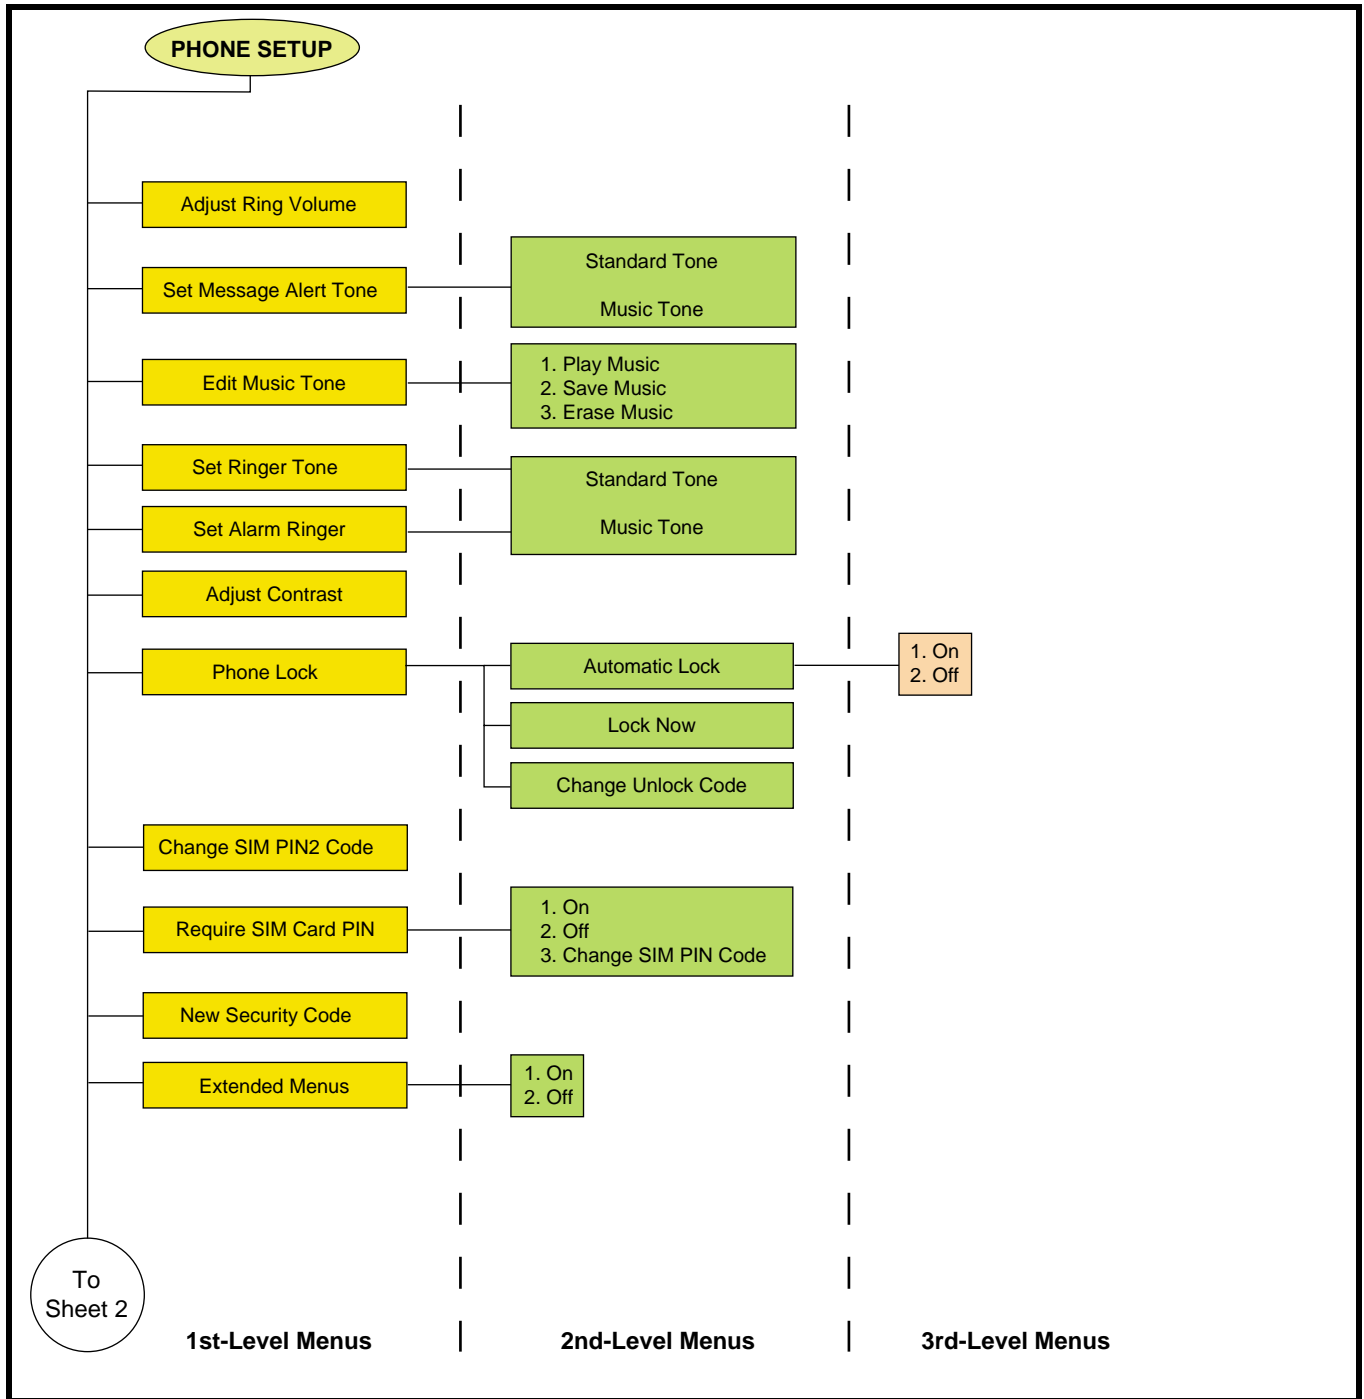 PHONE SETUP
Adjust Ring Volume
Set Message Alert Tone
Standard Tone
Music Tone
Edit Music Tone
1. Play Music
2. Save Music
3. Erase Music
Set Ringer Tone
Set Alarm Ringer
Standard Tone
Music Tone
Adjust Contrast
Phone Lock
Automatic Lock
1. On
2. Off
Lock Now
Change Unlock Code
Change SIM PIN2 Code
Require SIM Card PIN
1. On
2. Off
3. Change SIM PIN Code
New Security Code
Extended Menus
1. On
2. Off
To
Sheet 2
1st-Level Menus
2nd-Level Menus
3rd-Level Menus